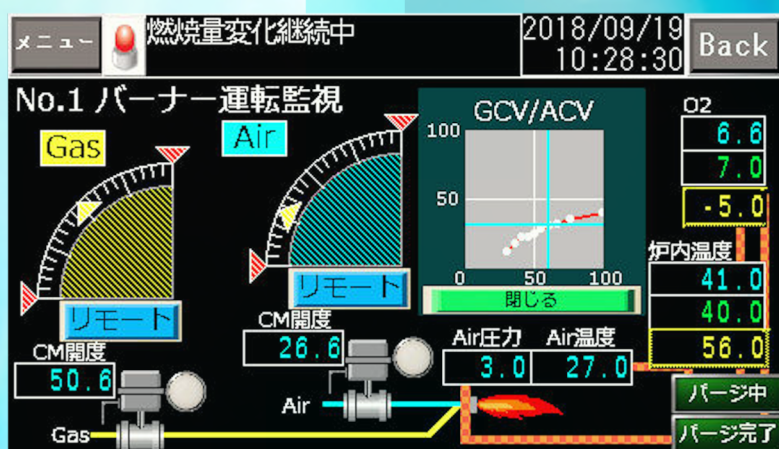 メニュー
燃焼量変化継続中
2018/09/19
10:28:30
Back
No.1 バーナー運転監視
Gas
Air
GCV/ACV
100
50
0 50 100
閉じる
O2
6.6
7.0
-5.0
炉内温度
41.0
40.0
56.0
リモート
リモート
CM開度
50.6
CM開度
26.6
Air圧力 Air温度
3.0 27.0
Air
Gas
パージ中
パージ完了